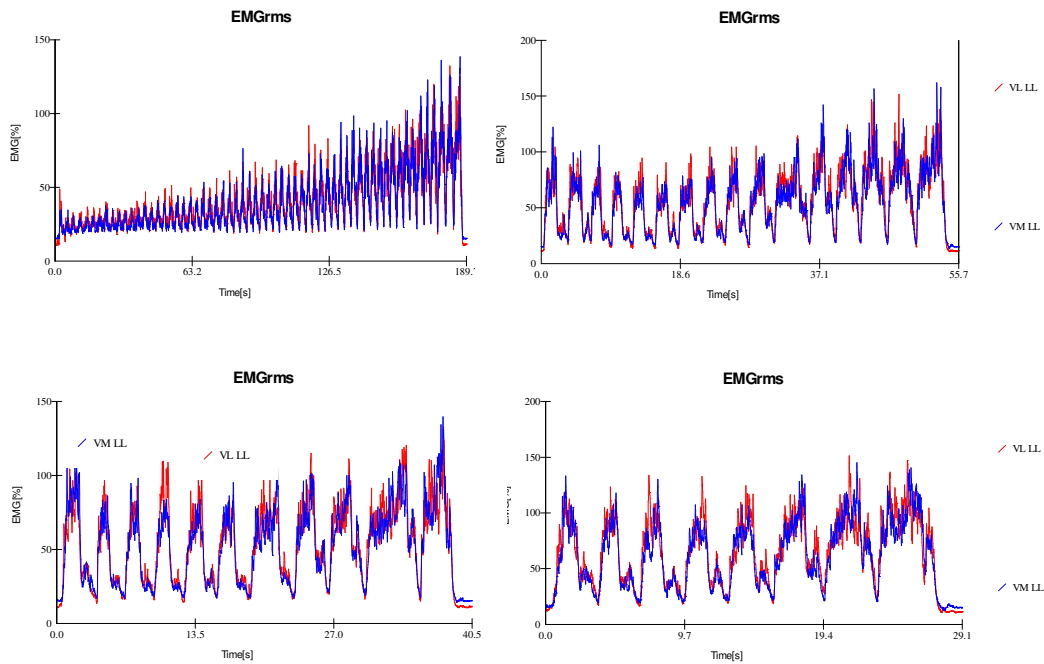 EMGrms
150
100
50
0
EMG[%]
0.0 63.2 126.5 189.
Time[s]
EMGrms
200
150
100
50
0
EMG[%]
0.0 18.6 37.1 55.7
Time[s]
VL LL
VM LL
EMGrms
150
100
50
0
EMG[%]
VM LL
VL LL
0.0 13.5 27.0 40.5
Time[s]
EMGrms
200
150
100
50
0
0.0 9.7 19.4 29.1
Time[s]
VL LL
VM LL